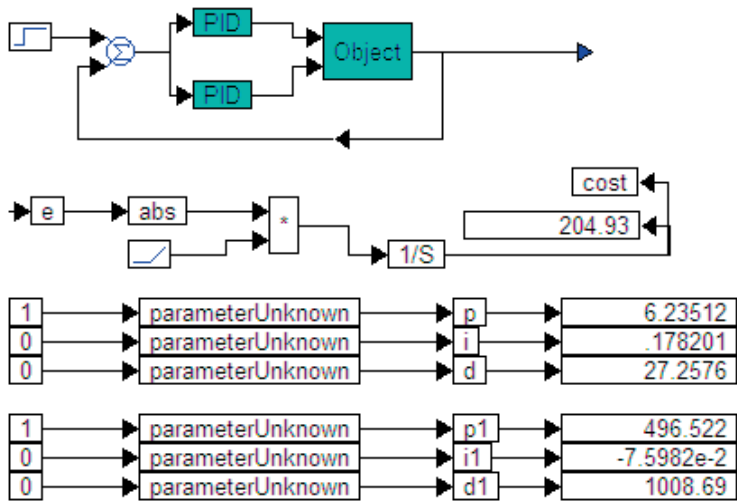 PID
Σ
Object
PID
cost
e abs * 204.93
1/S
1 parameterUnknown p 6.23512
0 parameterUnknown i .178201
0 parameterUnknown d 27.2576
1 parameterUnknown p1 496.522
0 parameterUnknown i1 -7.5982e-2
0 parameterUnknown d1 1008.69